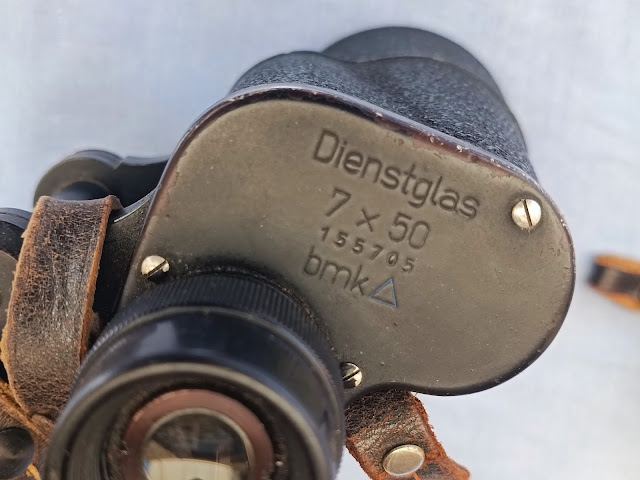 Dienstglas
7 x 50
155705
bmk△